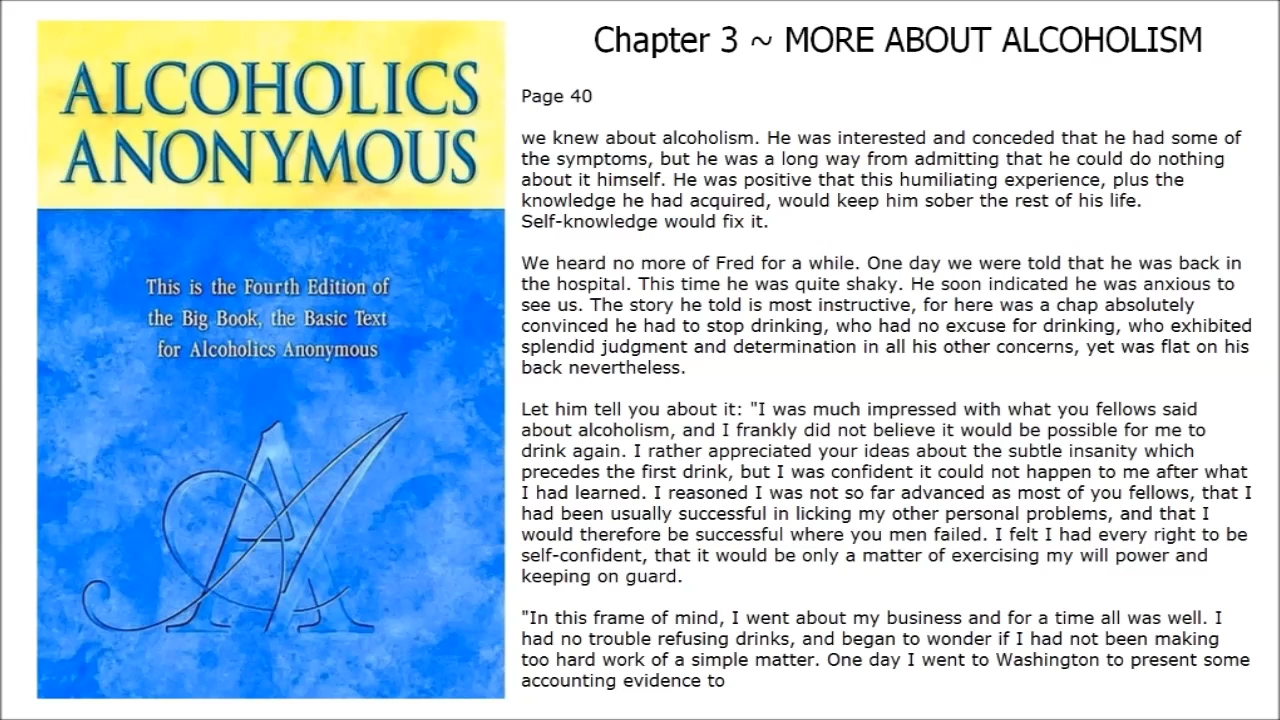 ALCOHOLICS
ANONYMOUS
This is the Fourth Edition of
the Big Book, the Basic Text
for Alcoholics Anonymous
AA
Chapter 3 ~ MORE ABOUT ALCOHOLISM
Page 40
we knew about alcoholism. He was interested and conceded that he had some of
the symptoms, but he was a long way from admitting that he could do nothing
about it himself. He was positive that this humiliating experience, plus the
knowledge he had acquired, would keep him sober the rest of his life.
Self-knowledge would fix it.
We heard no more of Fred for a while. One day we were told that he was back in
the hospital. This time he was quite shaky. He soon indicated he was anxious to
see us. The story he told is most instructive, for here was a chap absolutely
convinced he had to stop drinking, who had no excuse for drinking, who exhibited
splendid judgment and determination in all his other concerns, yet was flat on his
back nevertheless.
Let him tell you about it: "I was much impressed with what you fellows said
about alcoholism, and I frankly did not believe it would be possible for me to
drink again. I rather appreciated your ideas about the subtle insanity which
precedes the first drink, but I was confident it could not happen to me after what
I had learned. I reasoned I was not so far advanced as most of you fellows, that I
had been usually successful in licking my other personal problems, and that I
would therefore be successful where you men failed. I felt I had every right to be
self-confident, that it would be only a matter of exercising my will power and
keeping on guard.
"In this frame of mind, I went about my business and for a time all was well. I
had no trouble refusing drinks, and began to wonder if I had not been making
too hard work of a simple matter. One day I went to Washington to present some
accounting evidence to